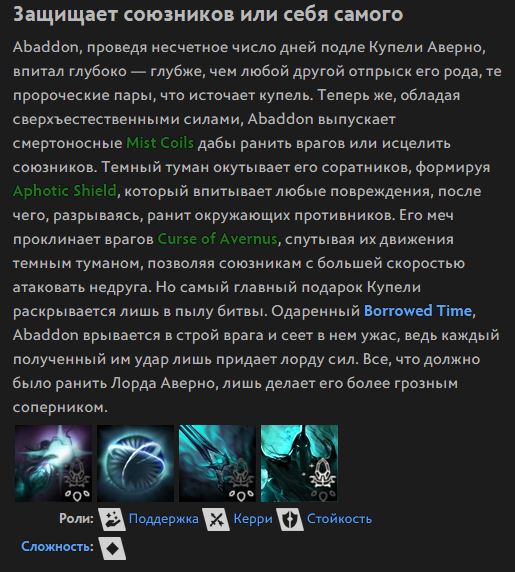 Защищает союзников или себя самого
Abaddon, проведя несчетное число дней подле Купели Аверно,
впитал глубоко — глубже, чем любой другой отпрыск его рода, те
пророческие пары, что источает купель. Теперь же, обладая
сверхъестественными силами, Abaddon выпускает
смертоносные Mist Coils дабы ранить врагов или исцелить
союзников. Темный туман окутывает его соратников, формируя
Aphotic Shield, который впитывает любые повреждения, после
чего, разрываясь, ранит окружающих противников. Его меч
проклинает врагов Curse of Avernus, спутывая их движения
темным туманом, позволяя союзникам с большей скоростью
атаковать недруга. Но самый главный подарок Купели
раскрывается лишь в пылу битвы. Одаренный Borrowed Time,
Abaddon врывается в строй врага и сеет в нем ужас, ведь каждый
полученный им удар лишь придает лорду сил. Все, что должно
было ранить Лорда Аверно, лишь делает его более грозным
соперником.
Роли: Поддержка Керри Стойкость
Сложность: